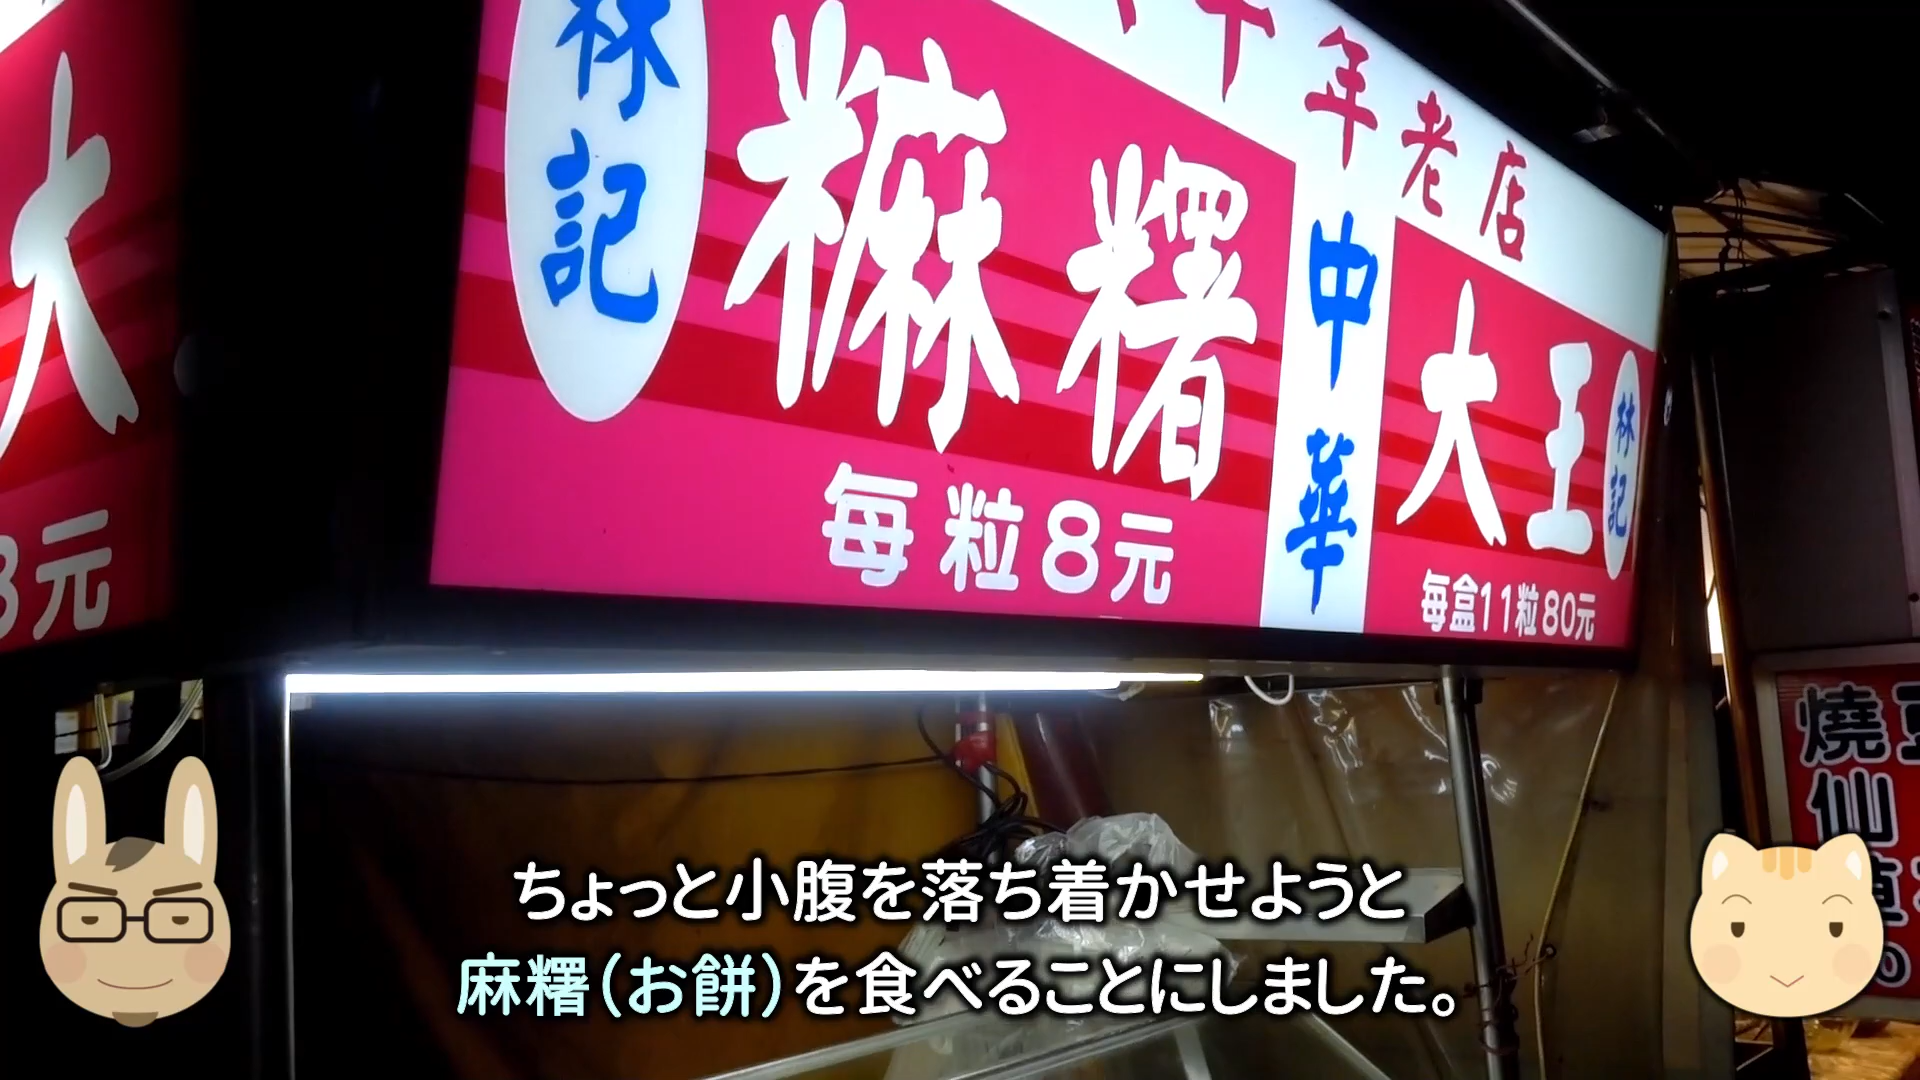 大
8元
林記
麻糬
每粒8元
十年老店
中華
大王
林記
每盒11粒80元
燒仙
ちょっと小腹を落ち着かせようと
麻糬(お餅)を食べることにしました。